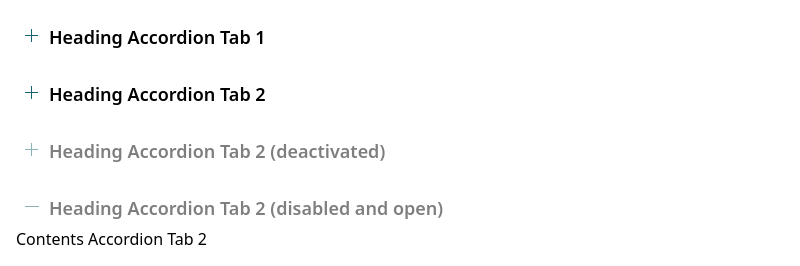 Heading Accordion Tab 1
Heading Accordion Tab 2
Heading Accordion Tab 2 (deactivated)
Heading Accordion Tab 2 (disabled and open)
Contents Accordion Tab 2